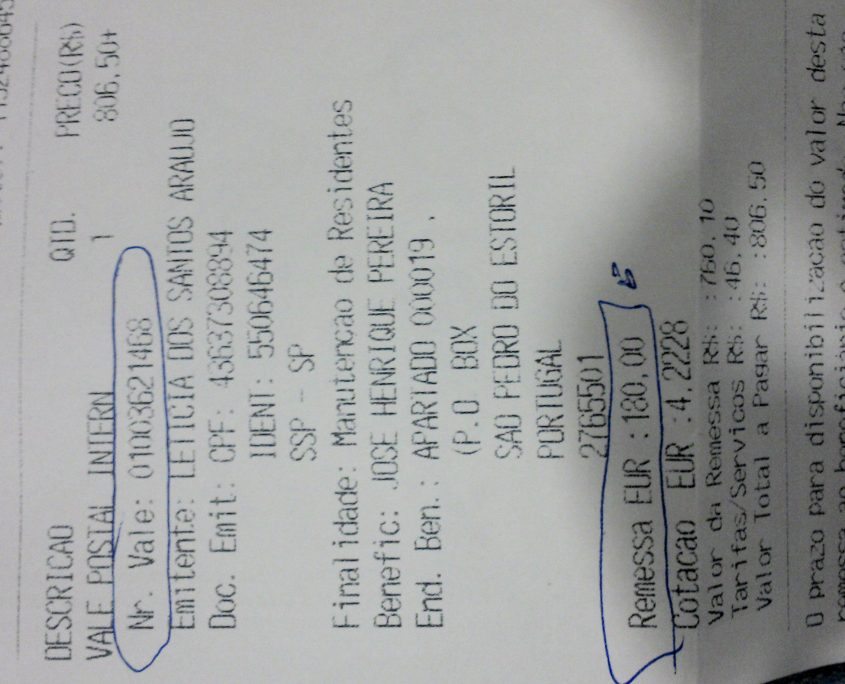 DESCRICAO QTD. PRECO(R$)
VALE POSTAL INTERN 1 806,50+
Nr. Vale: 01003621468
Emitente: LETICIA DOS SANTOS ARAUJO
Doc. Emit: CPF: 43637308894
IDENT: 550646474
SSP - SP
Finalidade: Manutencao de Residentes
Benefic: JOSE HENRIQUE PEREIRA
End. Ben.: APARTADO 000019 ,
(P.O BOX
SAO PEDRO DO ESTORIL
PORTUGAL
2765501
Remessa EUR :180,00
Cotacao EUR :4,2228
Valor da Remessa R$: :760,10
Tarifas/Servicos R$: :46,40
Valor Total a Pagar R$: :806,50
O prazo para disponibilizacao do valor desta
remessa ao beneficiario